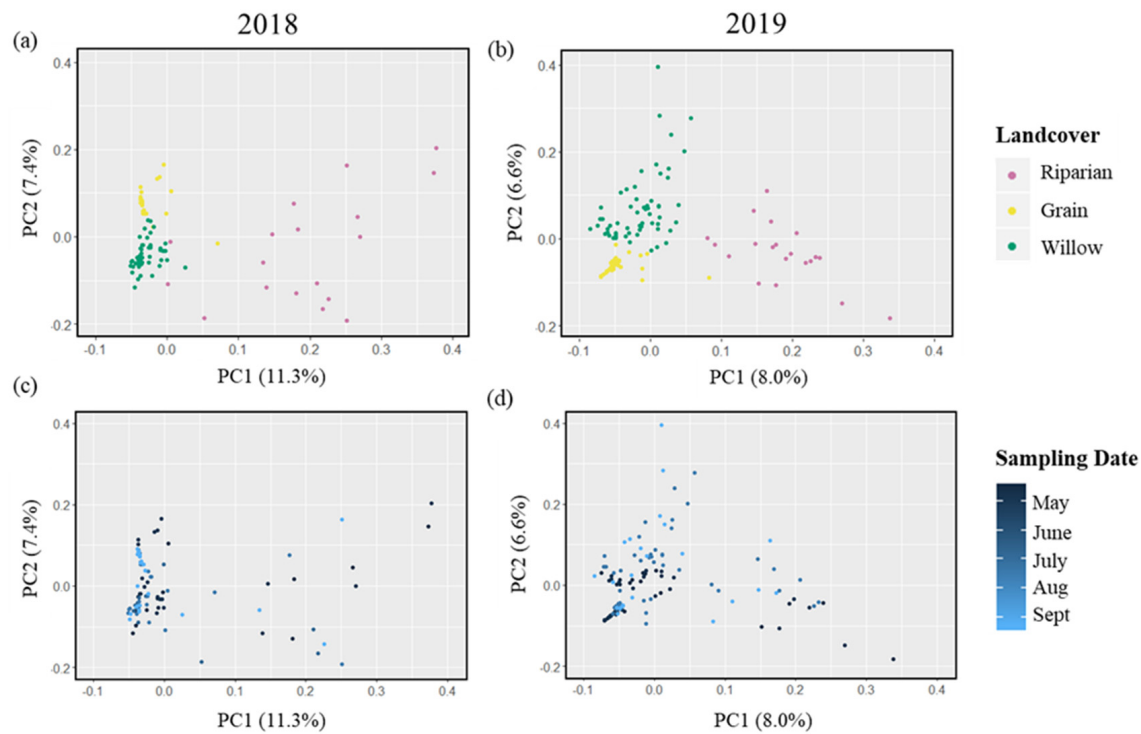 2018
2019
(a)
(b)
0.4
0.2
0.0
-0.2
PC2 (7.4%)
-0.1
0.0
0.1
0.2
0.3
0.4
PC1 (11.3%)
0.4
0.2
0.0
-0.2
PC2 (6.6%)
-0.1
0.0
0.1
0.2
0.3
0.4
PC1 (8.0%)
Landcover
Riparian
Grain
Willow
(c)
(d)
0.4
0.2
0.0
-0.2
PC2 (7.4%)
-0.1
0.0
0.1
0.2
0.3
0.4
PC1 (11.3%)
0.4
0.2
0.0
-0.2
PC2 (6.6%)
-0.1
0.0
0.1
0.2
0.3
0.4
PC1 (8.0%)
Sampling Date
May
June
July
Aug
Sept